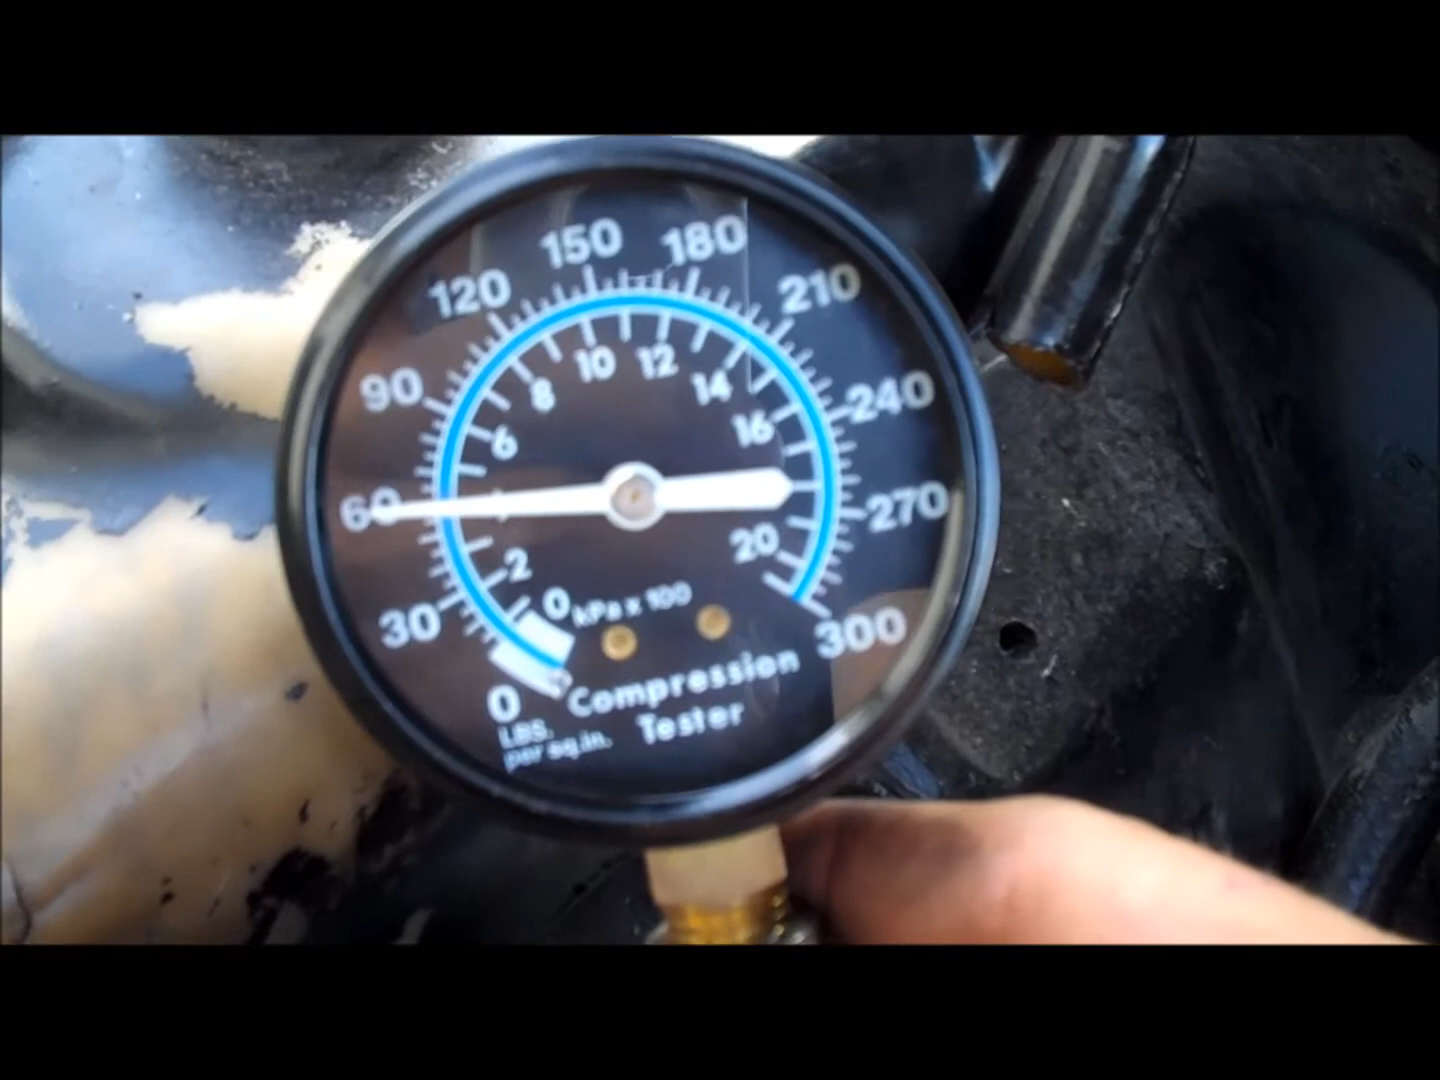 150 180
120 210
90 240
60 270
30 300
0
10 12
8 14
6 16
2 20
0 kPa x 100
Compression
Tester
LBS.
per sq.in.